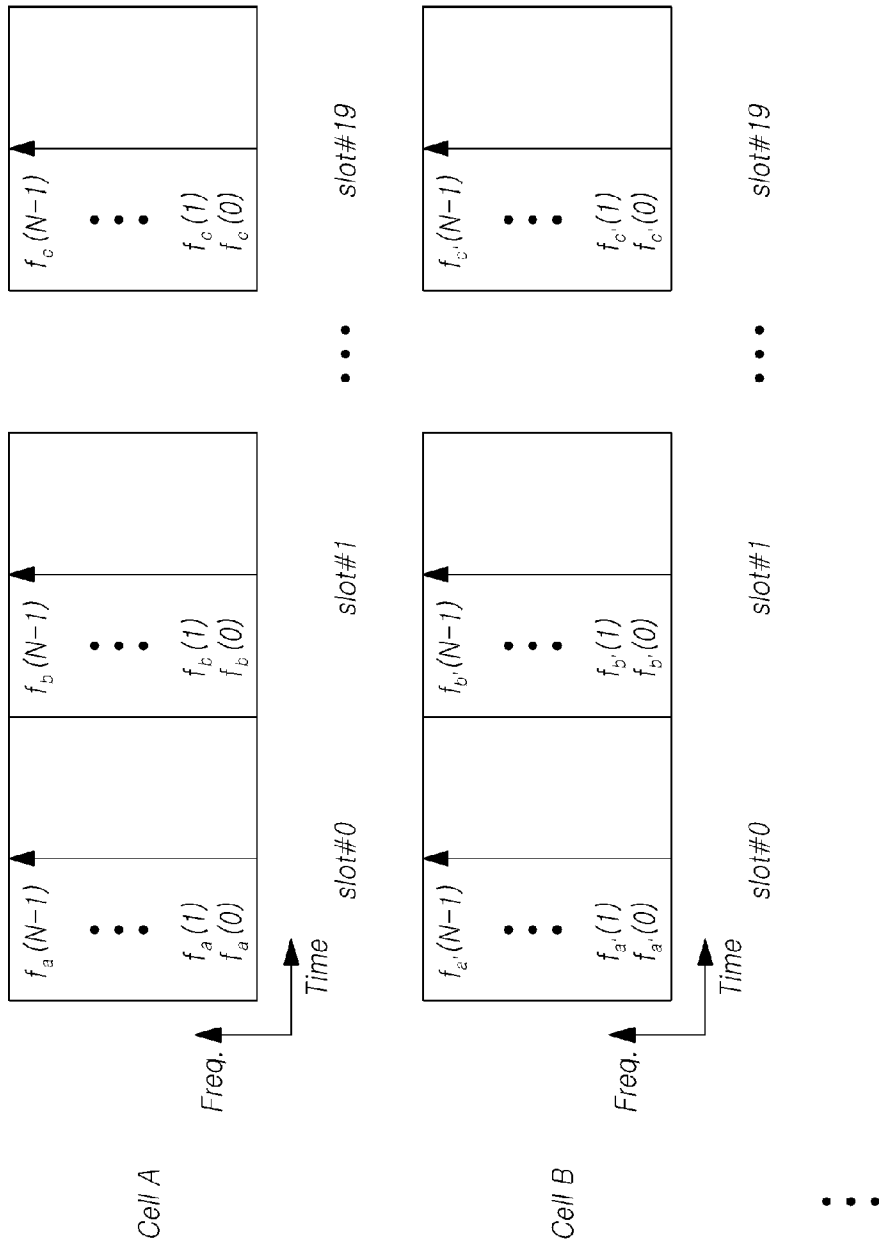 Cell A
Freq.
Time
f_a(N-1)
•••
f_a(1)
f_a(0)
slot#0
f_b(N-1)
•••
f_b(1)
f_b(0)
slot#1
•••
f_c(N-1)
•••
f_c(1)
f_c(0)
slot#19
Cell B
Freq.
Time
f_a'(N-1)
•••
f_a'(1)
f_a'(0)
slot#0
f_b'(N-1)
•••
f_b'(1)
f_b'(0)
slot#1
•••
f_c'(N-1)
•••
f_c'(1)
f_c'(0)
slot#19
•••